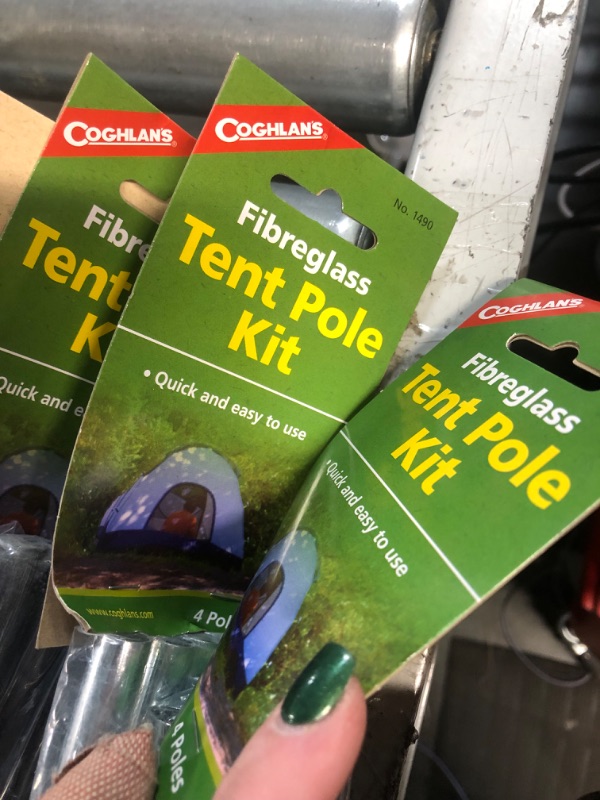 COGHLAN'S
Fibre
Tent
K
Quick and e
COGHLAN'S
No. 1490
Fibreglass
Tent Pole
Kit
• Quick and easy to use
www.coghlans.com
4 Pol
COGHLAN'S
Fibreglass
Tent Pole
Kit
• Quick and easy to use
4 Poles